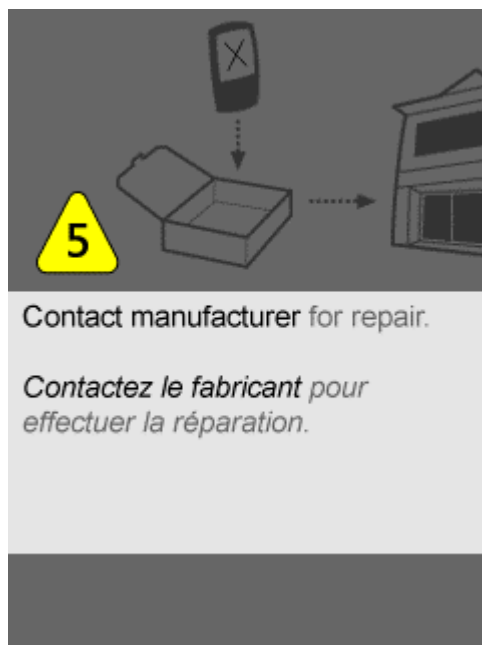 5
Contact manufacturer for repair.
Contactez le fabricant pour
effectuer la réparation.